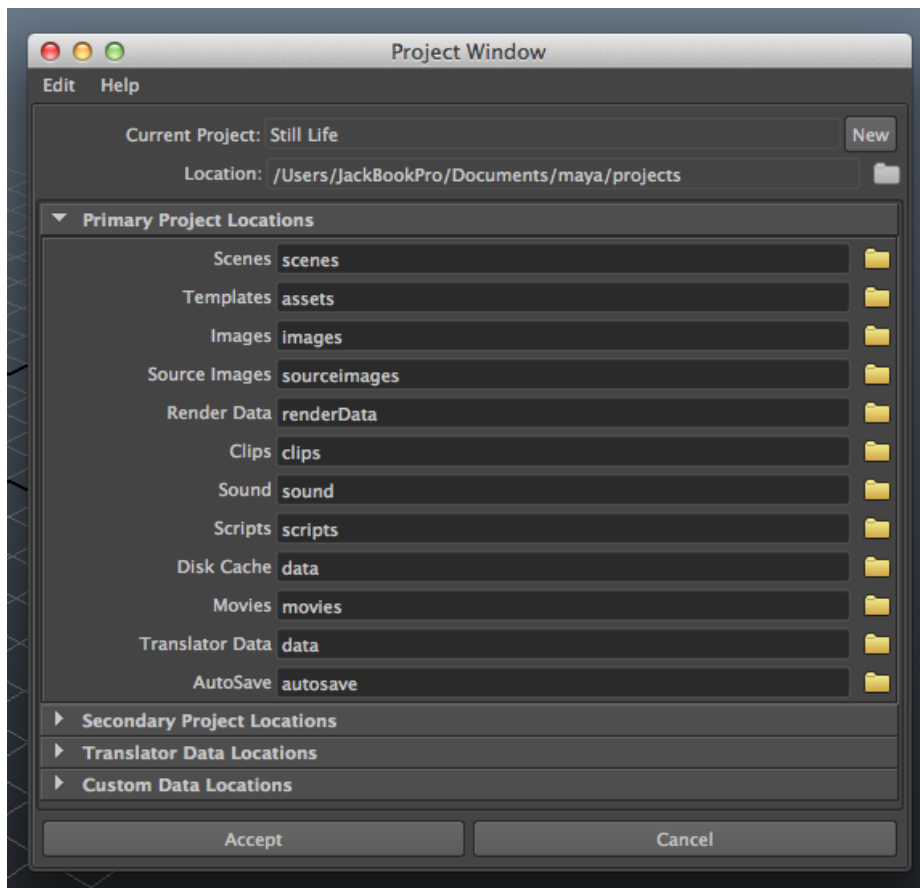 Project Window
Edit Help
Current Project: Still Life New
Location: /Users/JackBookPro/Documents/maya/projects
Primary Project Locations
Scenes scenes
Templates assets
Images images
Source Images sourceimages
Render Data renderData
Clips clips
Sound sound
Scripts scripts
Disk Cache data
Movies movies
Translator Data data
AutoSave autosave
Secondary Project Locations
Translator Data Locations
Custom Data Locations
Accept Cancel